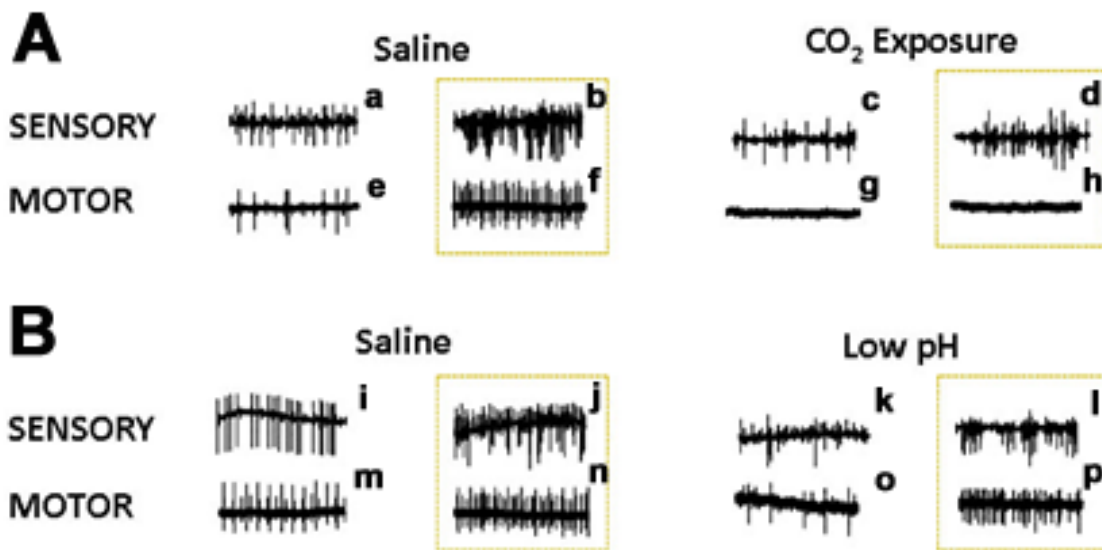 A
Saline CO₂ Exposure
SENSORY a b c d
MOTOR e f g h
B
Saline Low pH
SENSORY i j k l
MOTOR m n o p